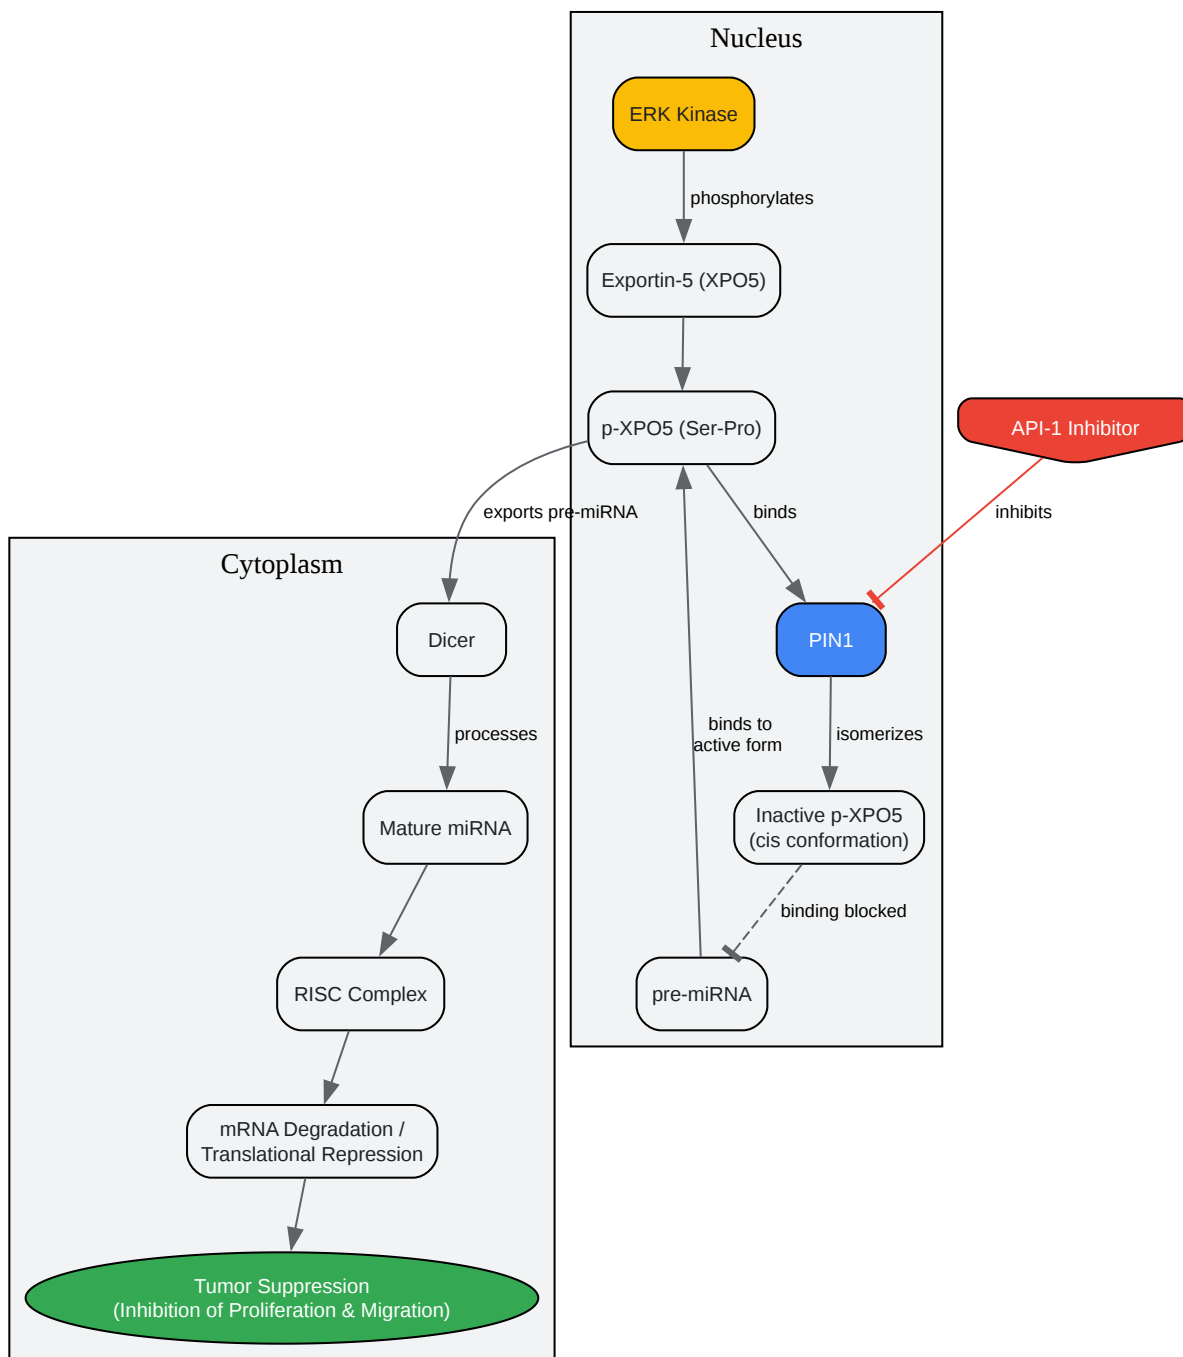 Nucleus
ERK Kinase
phosphorylates
Exportin-5 (XPO5)
p-XPO5 (Ser-Pro)
API-1 Inhibitor
exports pre-miRNA
binds
inhibits
Cytoplasm
Dicer
PIN1
processes
binds to
active form
isomerizes
Mature miRNA
Inactive p-XPO5
(cis conformation)
binding blocked
RISC Complex
pre-miRNA
mRNA Degradation /
Translational Repression
Tumor Suppression
(Inhibition of Proliferation & Migration)